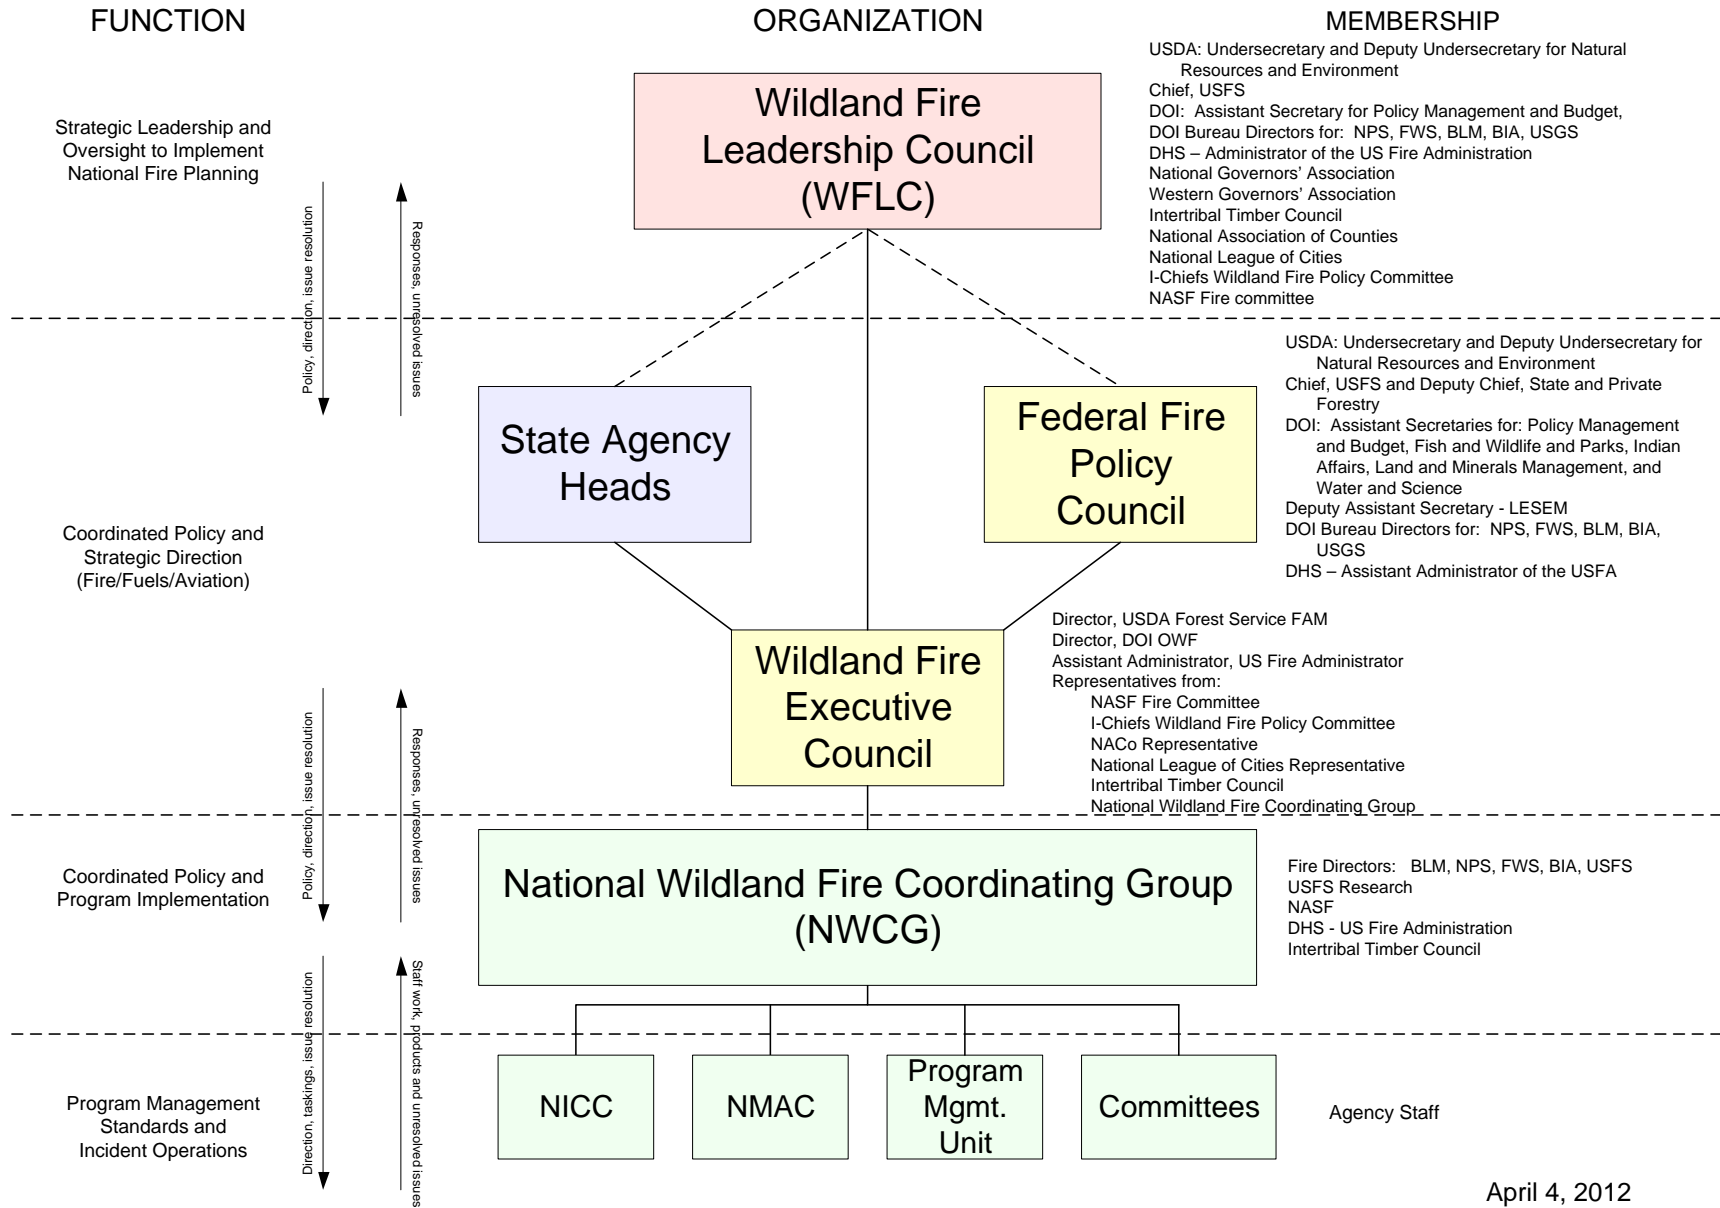 FUNCTION
ORGANIZATION
MEMBERSHIP
Strategic Leadership and
Oversight to Implement
National Fire Planning
Policy, direction, issue resolution
Responses, unresolved issues
Wildland Fire
Leadership Council
(WFLC)
USDA: Undersecretary and Deputy Undersecretary for Natural
Resources and Environment
Chief, USFS
DOI: Assistant Secretary for Policy Management and Budget,
DOI Bureau Directors for: NPS, FWS, BLM, BIA, USGS
DHS – Administrator of the US Fire Administration
National Governors' Association
Western Governors' Association
Intertribal Timber Council
National Association of Counties
National League of Cities
I-Chiefs Wildland Fire Policy Committee
NASF Fire committee
Coordinated Policy and
Strategic Direction
(Fire/Fuels/Aviation)
State Agency
Heads
Federal Fire
Policy
Council
USDA: Undersecretary and Deputy Undersecretary for
Natural Resources and Environment
Chief, USFS and Deputy Chief, State and Private
Forestry
DOI: Assistant Secretaries for: Policy Management
and Budget, Fish and Wildlife and Parks, Indian
Affairs, Land and Minerals Management, and
Water and Science
Deputy Assistant Secretary - LESEM
DOI Bureau Directors for: NPS, FWS, BLM, BIA,
USGS
DHS – Assistant Administrator of the USFA
Wildland Fire
Executive
Council
Director, USDA Forest Service FAM
Director, DOI OWF
Assistant Administrator, US Fire Administrator
Representatives from:
NASF Fire Committee
I-Chiefs Wildland Fire Policy Committee
NACo Representative
National League of Cities Representative
Intertribal Timber Council
National Wildland Fire Coordinating Group
Policy, direction, issue resolution
Responses, unresolved issues
Coordinated Policy and
Program Implementation
National Wildland Fire Coordinating Group
(NWCG)
Fire Directors: BLM, NPS, FWS, BIA, USFS
USFS Research
NASF
DHS - US Fire Administration
Intertribal Timber Council
Direction, taskings, issue resolution
Staff work, products and unresolved issues
Program Management
Standards and
Incident Operations
NICC
NMAC
Program
Mgmt.
Unit
Committees
Agency Staff
April 4, 2012